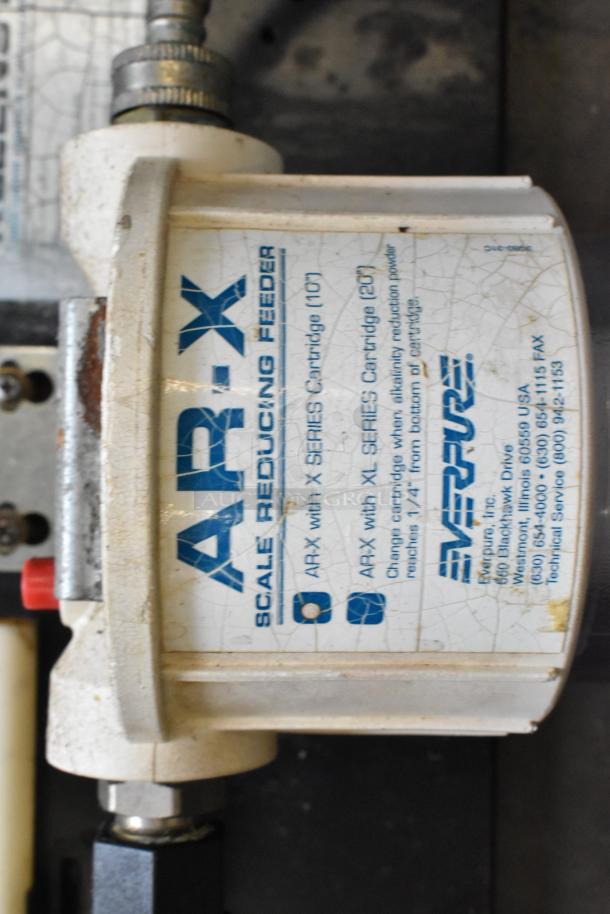 AR-X
SCALE REDUCING FEEDER
AR-X with X SERIES Cartridge (10")
AR-X with XL SERIES Cartridge (20")
Change cartridge when alkalinity reduction powder
reaches 1/4" from bottom of cartridge.
EVERPURE®
Everpure, Inc.
660 Blackhawk Drive
Westmont, Illinois 60559 USA
(630) 654-4000 • (630) 654-1115 FAX
Technical Service (800) 942-1153
AUCTION GROUP